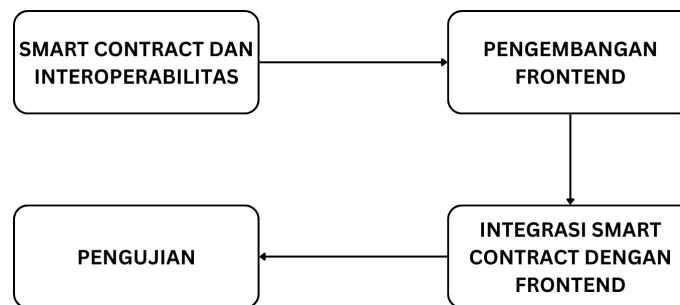 SMART CONTRACT DAN
INTEROPERABILITAS
PENGEMBANGAN
FRONTEND
INTEGRASI SMART
CONTRACT DENGAN
FRONTEND
PENGUJIAN